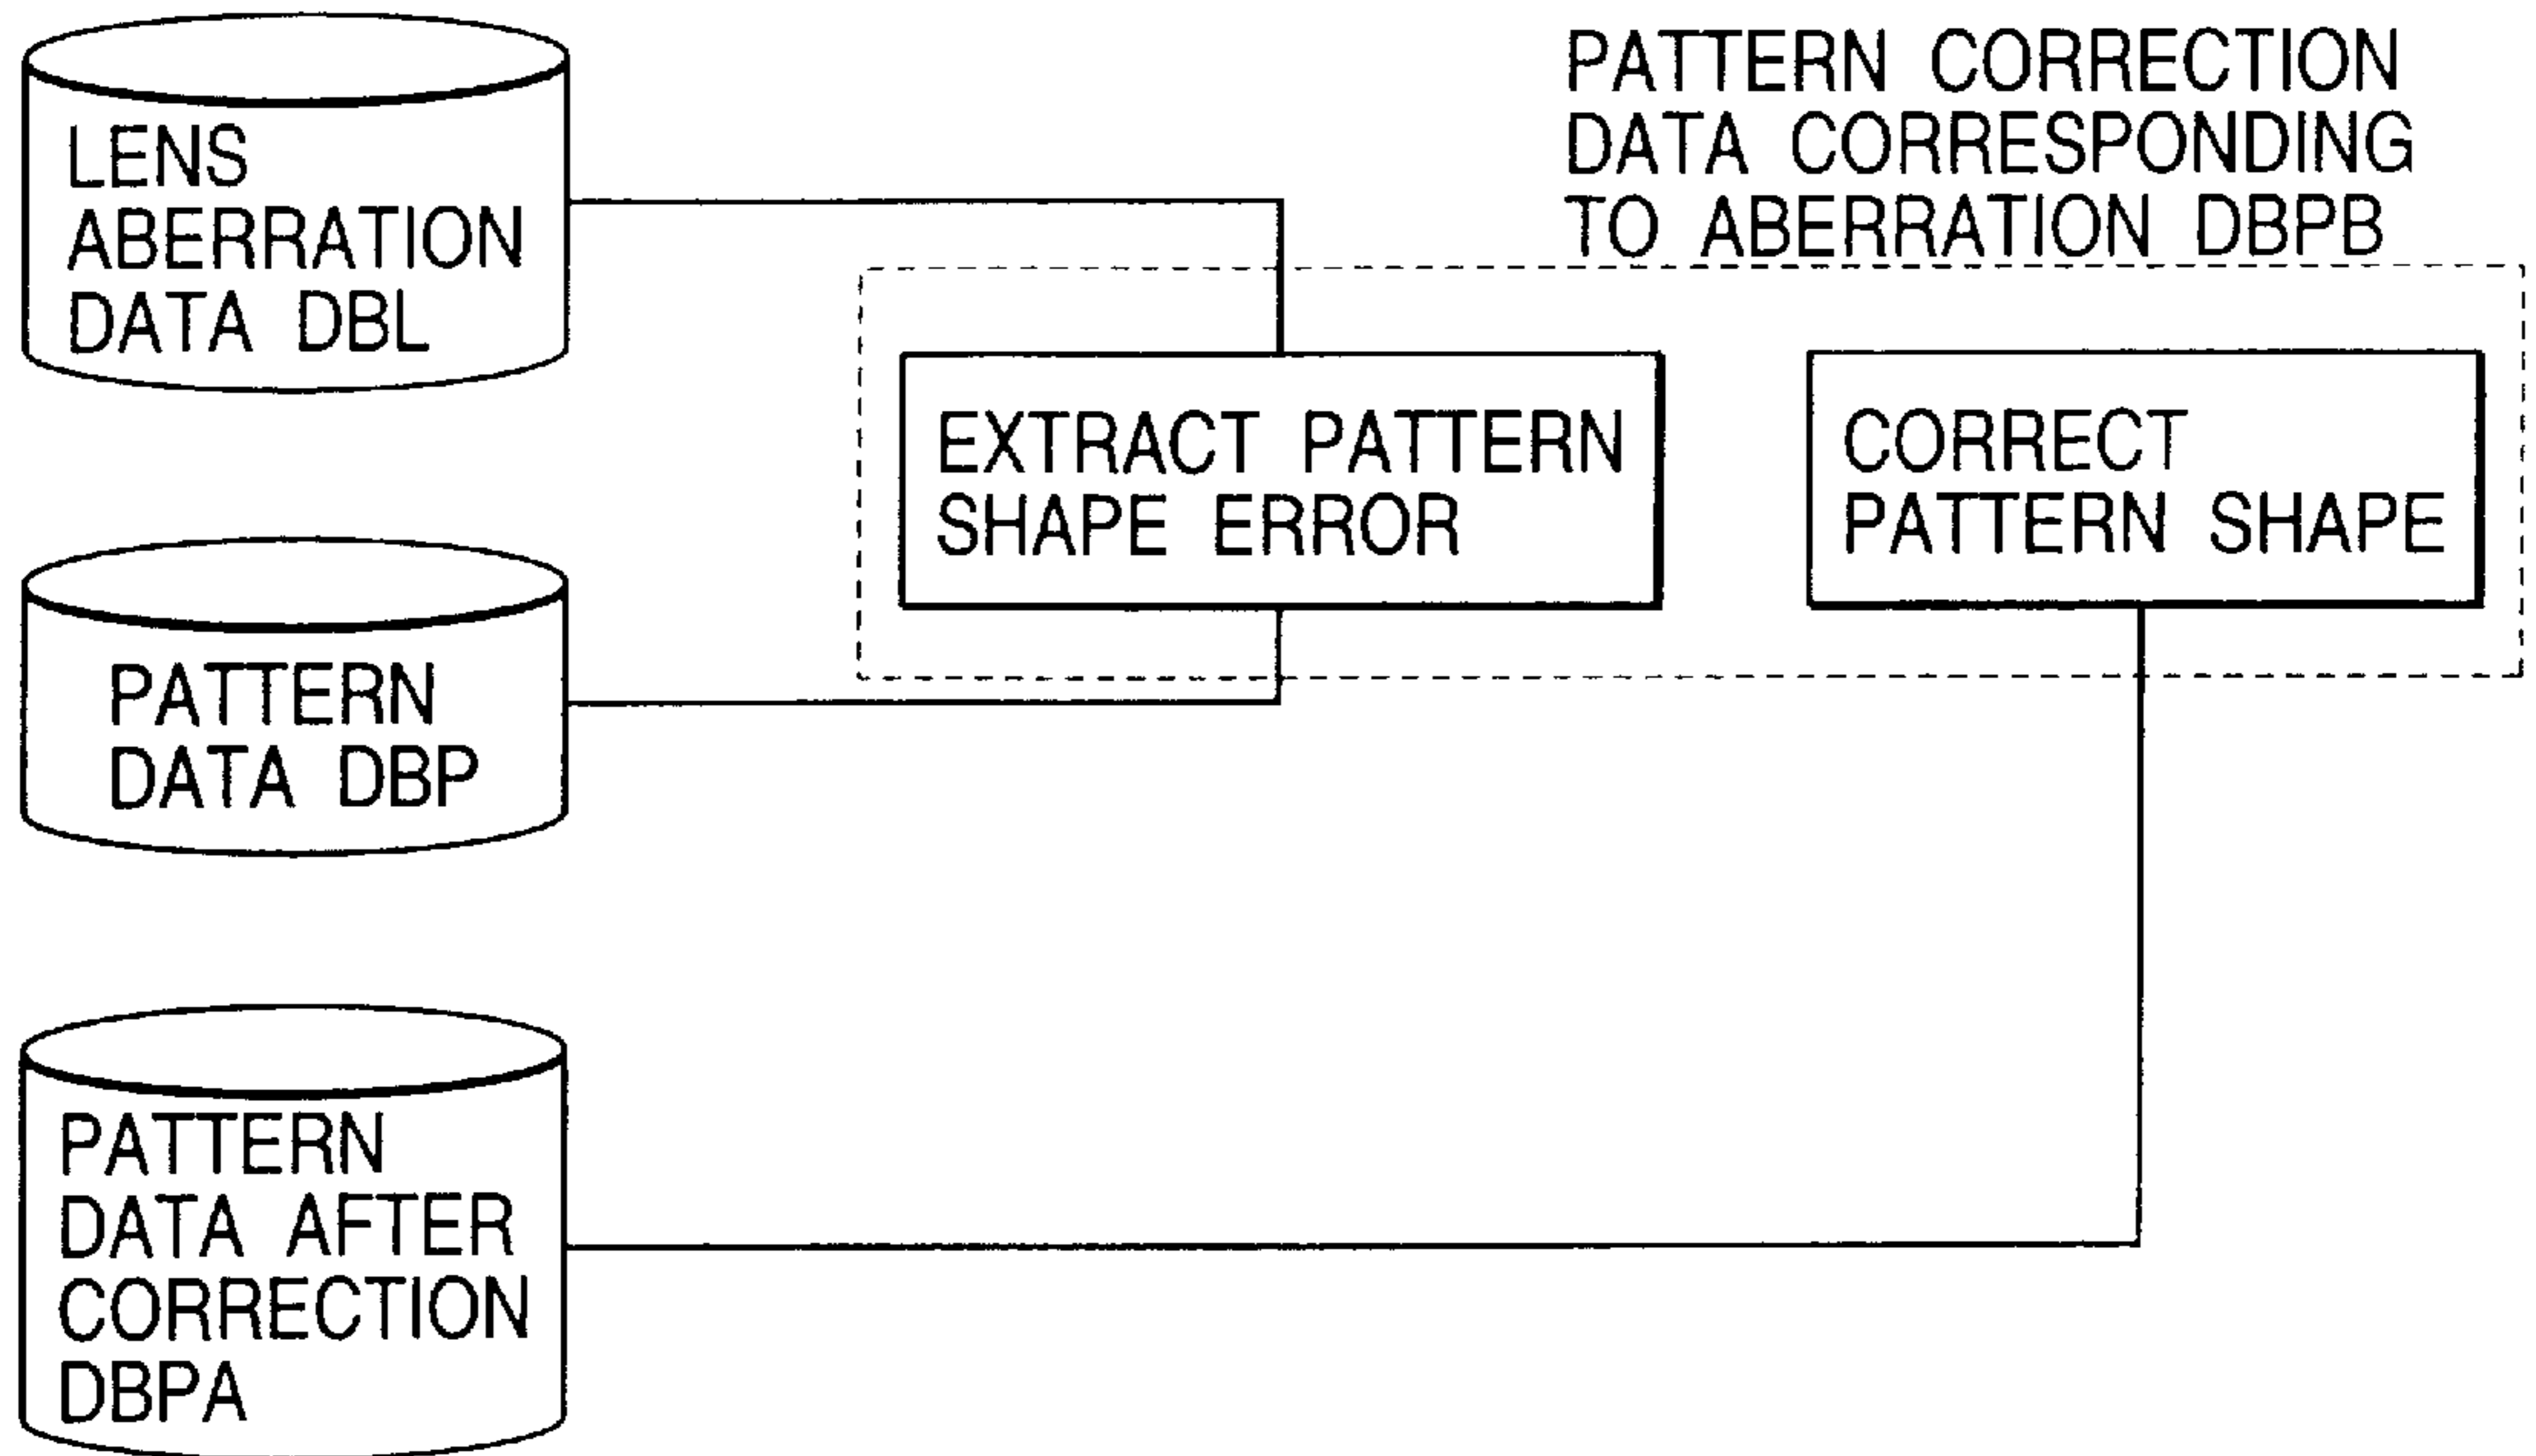 LENS
ABERRATION
DATA DBL
PATTERN CORRECTION
DATA CORRESPONDING
TO ABERRATION DBPB
EXTRACT PATTERN
SHAPE ERROR
CORRECT
PATTERN SHAPE
PATTERN
DATA DBP
PATTERN
DATA AFTER
CORRECTION
DBPA